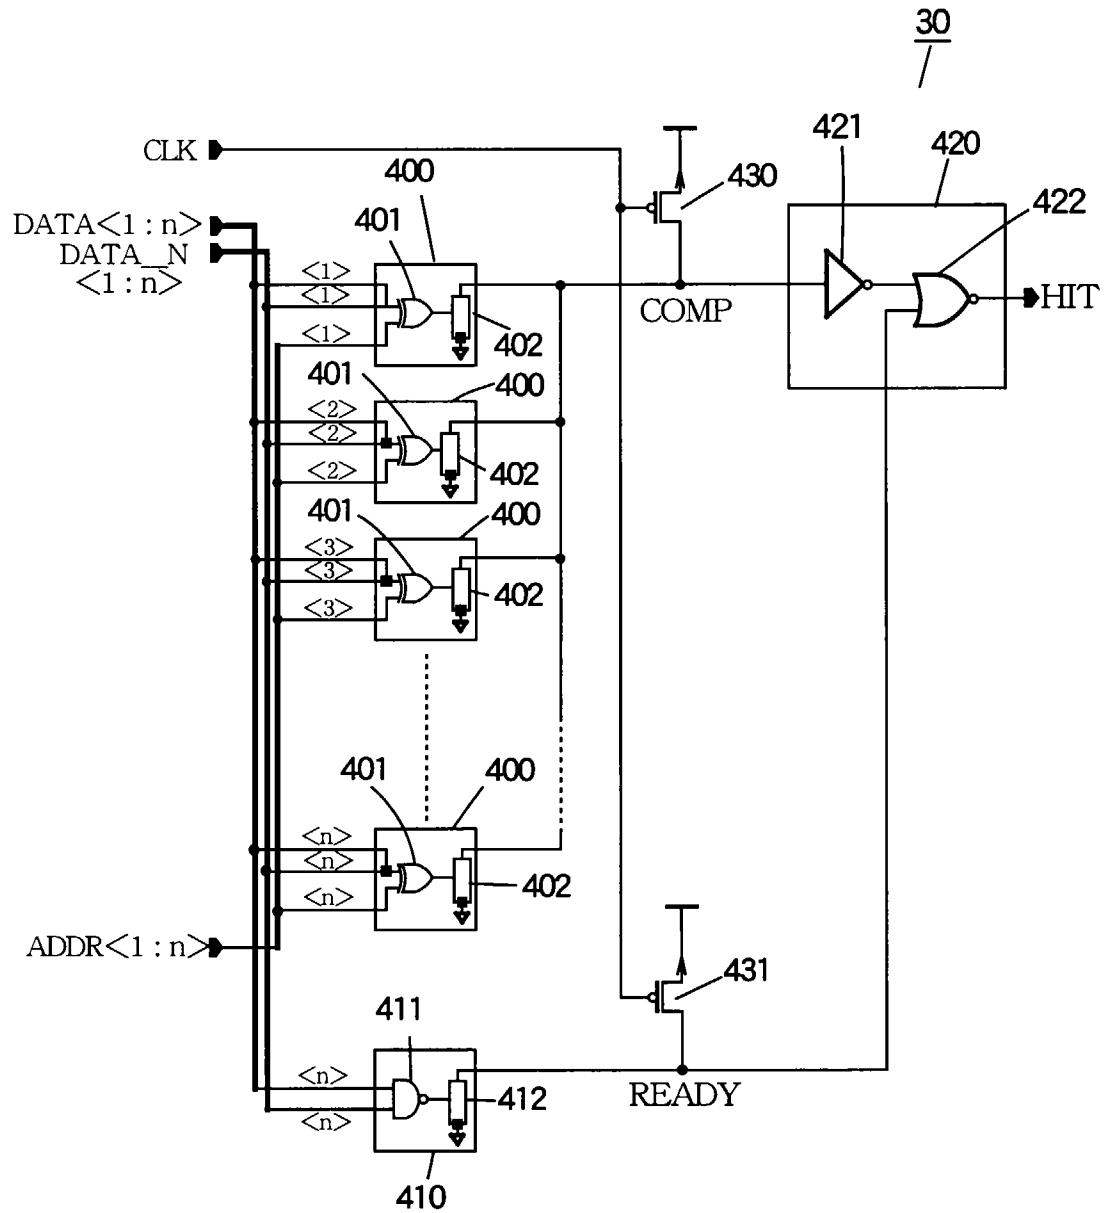 30
CLK
400
430
421
420
422
DATA<1 : n>
DATA__N
<1 : n>
401
<1>
<1>
<1>
402
COMP
HIT
401
400
<2>
<2>
<2>
402
401
400
<3>
<3>
<3>
402
401
400
<n>
<n>
<n>
402
ADDR<1 : n>
431
411
<n>
<n>
412
READY
410